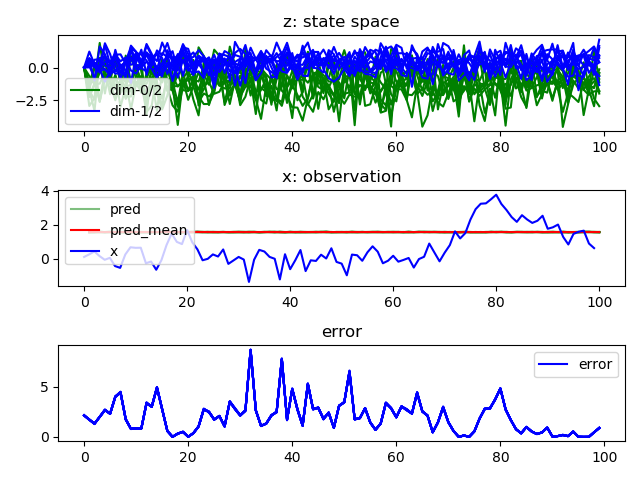 z: state space
0.0
−2.5
dim-0/2
dim-1/2
0 20 40 60 80 100
x: observation
4
2
0
pred
pred_mean
x
0 20 40 60 80 100
error
5
0
error
0 20 40 60 80 100